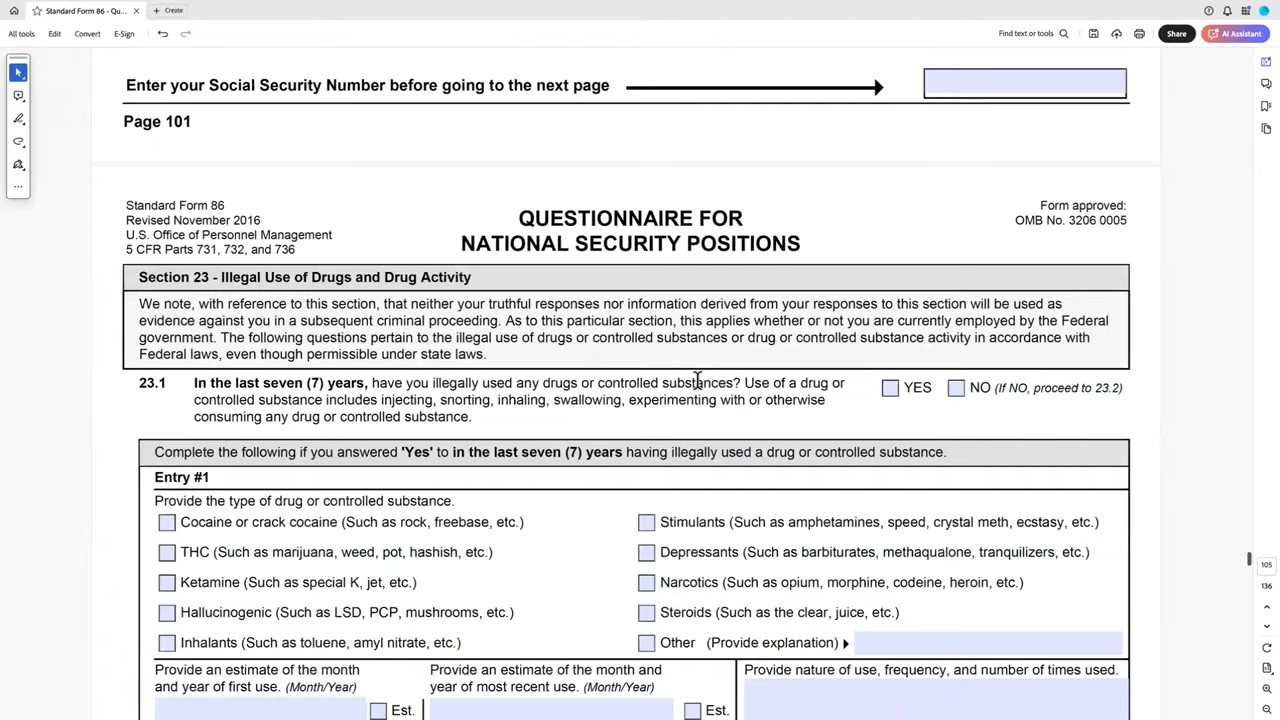 Standard Form 86 - Qu...
Create
All tools
Edit
Convert
E-Sign
Find text or tools
Share
AI Assistant
Enter your Social Security Number before going to the next page
Page 101
Standard Form 86
Revised November 2016
U.S. Office of Personnel Management
5 CFR Parts 731, 732, and 736
QUESTIONNAIRE FOR
NATIONAL SECURITY POSITIONS
Form approved:
OMB No. 3206 0005
Section 23 - Illegal Use of Drugs and Drug Activity
We note, with reference to this section, that neither your truthful responses nor information derived from your responses to this section will be used as
evidence against you in a subsequent criminal proceeding. As to this particular section, this applies whether or not you are currently employed by the Federal
government. The following questions pertain to the illegal use of drugs or controlled substances or drug or controlled substance activity in accordance with
Federal laws, even though permissible under state laws.
23.1 In the last seven (7) years, have you illegally used any drugs or controlled substances? Use of a drug or
controlled substance includes injecting, snorting, inhaling, swallowing, experimenting with or otherwise
consuming any drug or controlled substance.
YES
NO (If NO, proceed to 23.2)
Complete the following if you answered 'Yes' to in the last seven (7) years having illegally used a drug or controlled substance.
Entry #1
Provide the type of drug or controlled substance.
Cocaine or crack cocaine (Such as rock, freebase, etc.)
Stimulants (Such as amphetamines, speed, crystal meth, ecstasy, etc.)
THC (Such as marijuana, weed, pot, hashish, etc.)
Depressants (Such as barbiturates, methaqualone, tranquilizers, etc.)
Ketamine (Such as special K, jet, etc.)
Narcotics (Such as opium, morphine, codeine, heroin, etc.)
Hallucinogenic (Such as LSD, PCP, mushrooms, etc.)
Steroids (Such as the clear, juice, etc.)
Inhalants (Such as toluene, amyl nitrate, etc.)
Other (Provide explanation)
Provide an estimate of the month
and year of first use. (Month/Year)
Est.
Provide an estimate of the month and
year of most recent use. (Month/Year)
Est.
Provide nature of use, frequency, and number of times used.
105
136